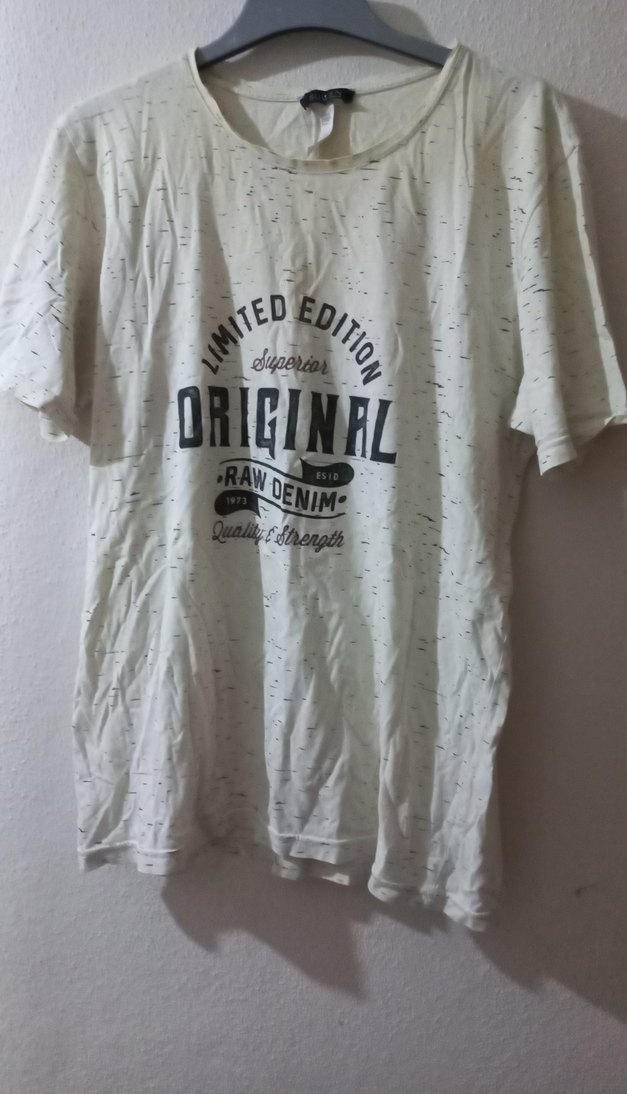 LIMITED EDITION
Superior
ORIGINAL
ESTD
RAW DENIM
1973
Quality & Strength